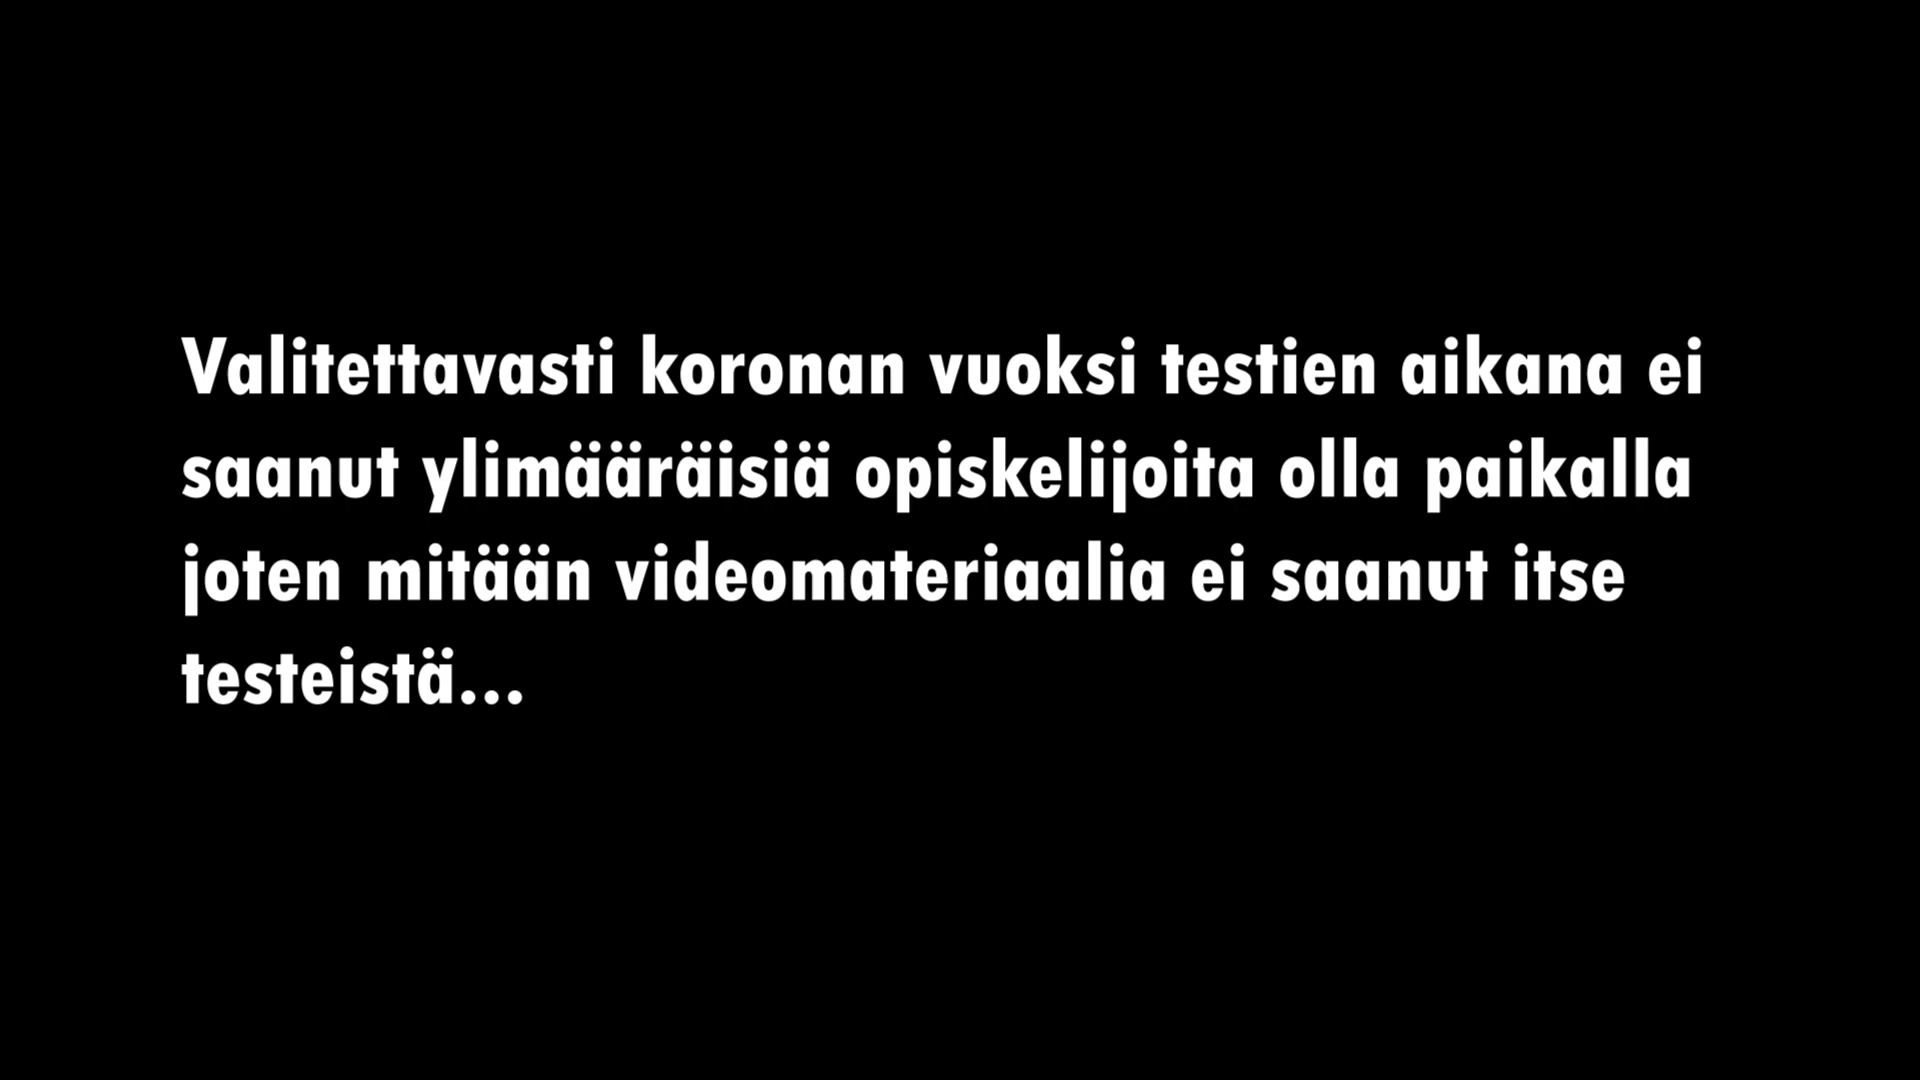 Valitettavasti koronan vuoksi testien aikana ei
saanut ylimääräisiä opiskelijoita olla paikalla
joten mitään videomateriaalia ei saanut itse
testeistä...